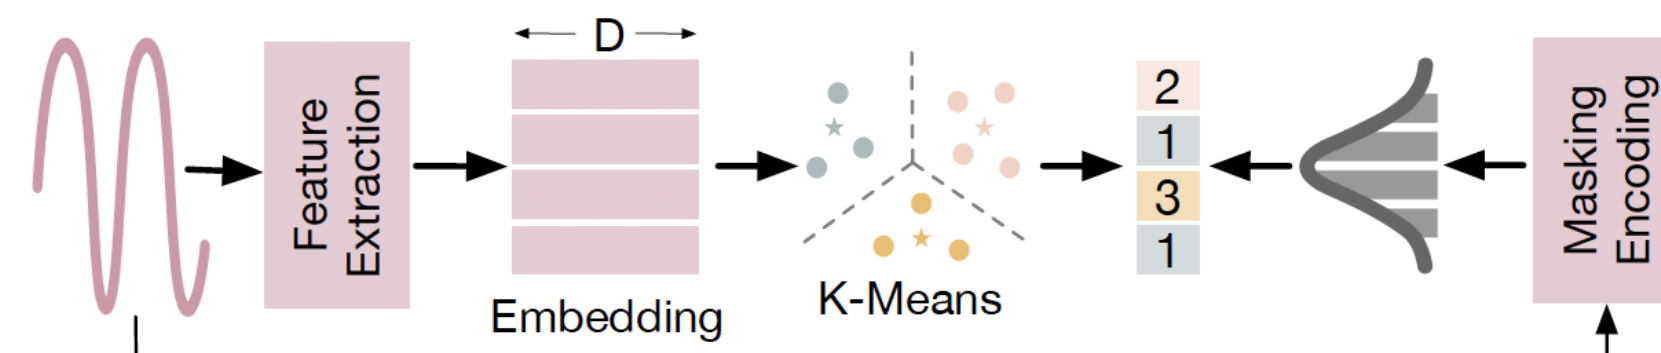 D
Feature
Extraction
Embedding
K-Means
2
1
3
1
Masking
Encoding